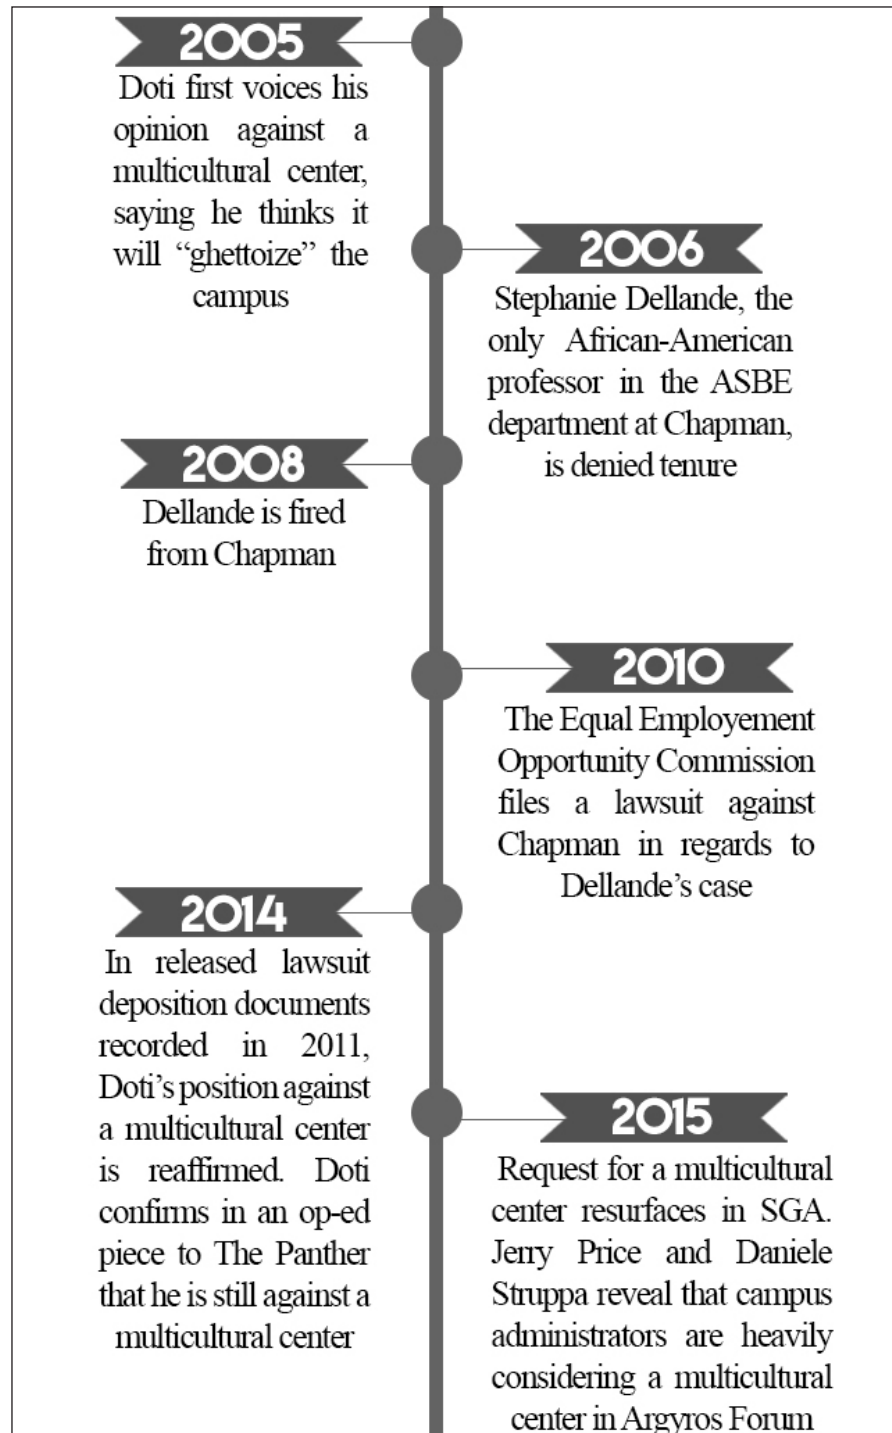 2005
Doti first voices his
opinion against a
multicultural center,
saying he thinks it
will “ghettoize” the
campus
2006
Stephanie Dellande, the
only African-American
professor in the ASBE
department at Chapman,
is denied tenure
2008
Dellande is fired
from Chapman
2010
The Equal Employement
Opportunity Commission
files a lawsuit against
Chapman in regards to
Dellande’s case
2014
In released lawsuit
deposition documents
recorded in 2011,
Doti’s position against
a multicultural center
is reaffirmed. Doti
confirms in an op-ed
piece to The Panther
that he is still against a
multicultural center
2015
Request for a multicultural
center resurfaces in SGA.
Jerry Price and Daniele
Struppa reveal that campus
administrators are heavily
considering a multicultural
center in Argyros Forum